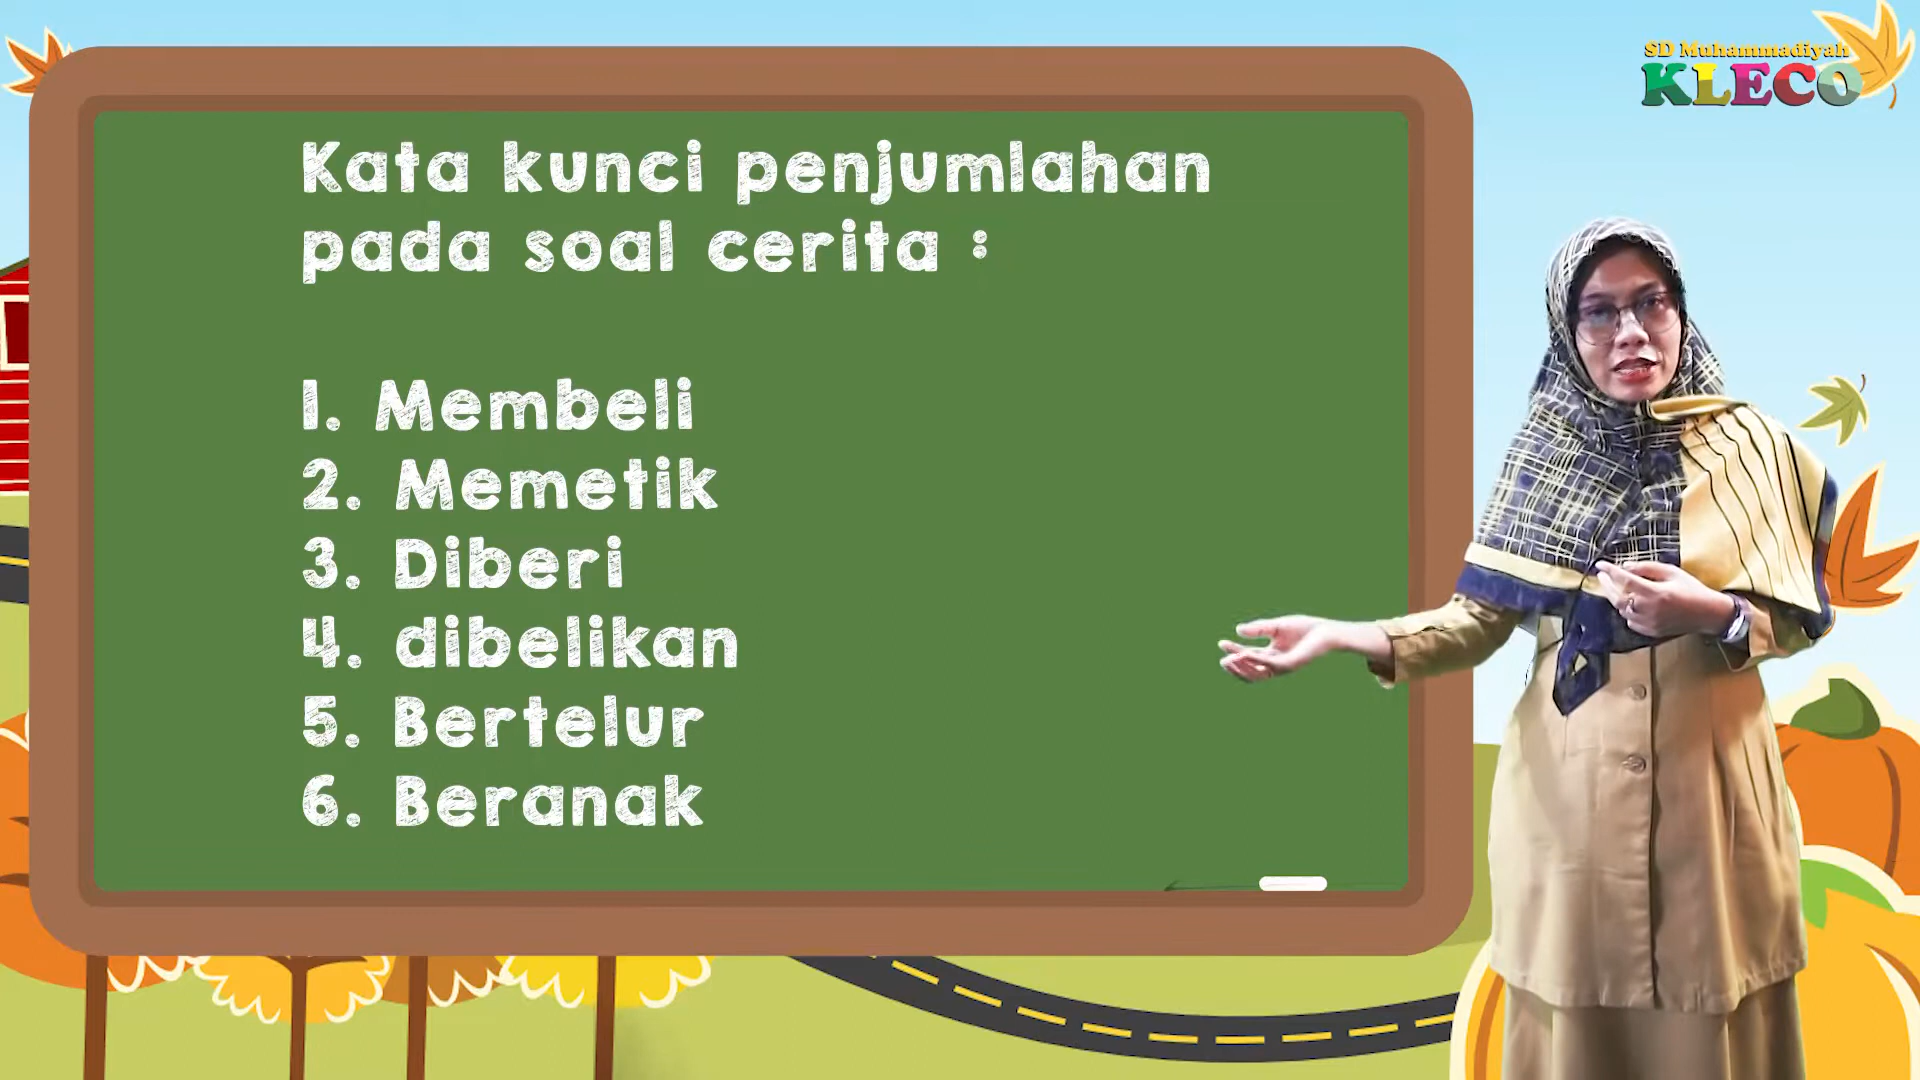 SD Muhammadiyah
KLECO
Kata kunci penjumlahan
pada soal cerita :
1. Membeli
2. Memetik
3. Diberi
4. dibelikan
5. Bertelur
6. Beranak